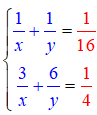 1/x + 1/y = 1/16
3/x + 6/y = 1/4